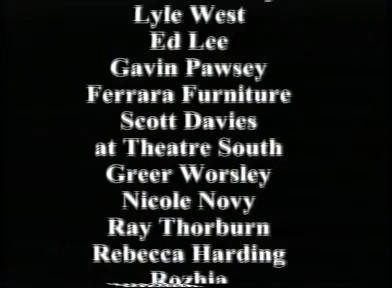 Lyle West
Ed Lee
Gavin Pawsey
Ferrara Furniture
Scott Davies
at Theatre South
Greer Worsley
Nicole Novy
Ray Thorburn
Rebecca Harding
Rozhia